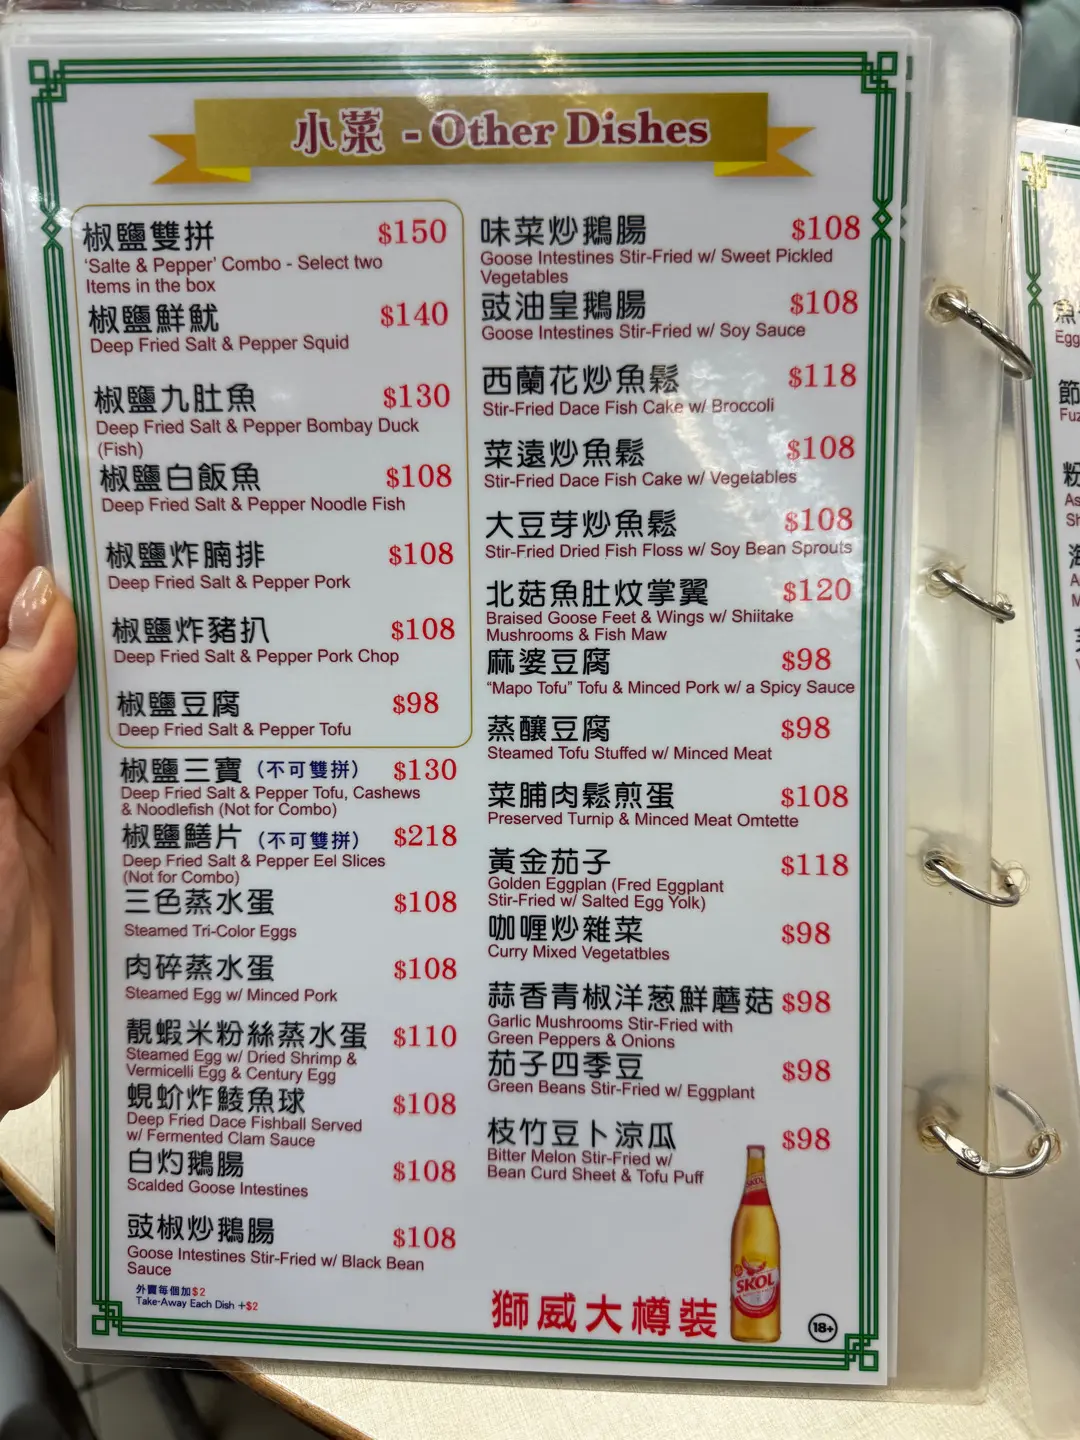 小菜 - Other Dishes
椒鹽雙拼 $150
‘Salte & Pepper’ Combo - Select two
Items in the box
椒鹽鮮魷 $140
Deep Fried Salt & Pepper Squid
椒鹽九肚魚 $130
Deep Fried Salt & Pepper Bombay Duck
(Fish)
椒鹽白飯魚 $108
Deep Fried Salt & Pepper Noodle Fish
椒鹽炸腩排 $108
Deep Fried Salt & Pepper Pork
椒鹽炸豬扒 $108
Deep Fried Salt & Pepper Pork Chop
椒鹽豆腐 $98
Deep Fried Salt & Pepper Tofu
椒鹽三寶 (不可雙拼) $130
Deep Fried Salt & Pepper Tofu, Cashews
& Noodlefish (Not for Combo)
椒鹽鱔片 (不可雙拼) $218
Deep Fried Salt & Pepper Eel Slices
(Not for Combo)
三色蒸水蛋 $108
Steamed Tri-Color Eggs
肉碎蒸水蛋 $108
Steamed Egg w/ Minced Pork
靚蝦米粉絲蒸水蛋 $110
Steamed Egg w/ Dried Shrimp &
Vermicelli Egg & Century Egg
蜆蚧炸鯪魚球 $108
Deep Fried Dace Fishball Served
w/ Fermented Clam Sauce
白灼鵝腸 $108
Scalded Goose Intestines
豉椒炒鵝腸 $108
Goose Intestines Stir-Fried w/ Black Bean
Sauce
外賣每個加$2
Take-Away Each Dish +$2
味菜炒鵝腸 $108
Goose Intestines Stir-Fried w/ Sweet Pickled
Vegetables
豉油皇鵝腸 $108
Goose Intestines Stir-Fried w/ Soy Sauce
西蘭花炒魚鬆 $118
Stir-Fried Dace Fish Cake w/ Broccoli
菜遠炒魚鬆 $108
Stir-Fried Dace Fish Cake w/ Vegetables
大豆芽炒魚鬆 $108
Stir-Fried Dried Fish Floss w/ Soy Bean Sprouts
北菇魚肚炆掌翼 $120
Braised Goose Feet & Wings w/ Shiitake
Mushrooms & Fish Maw
麻婆豆腐 $98
“Mapo Tofu” Tofu & Minced Pork w/ a Spicy Sauce
蒸釀豆腐 $98
Steamed Tofu Stuffed w/ Minced Meat
菜脯肉鬆煎蛋 $108
Preserved Turnip & Minced Meat Omtette
黃金茄子 $118
Golden Eggplan (Fred Eggplant
Stir-Fried w/ Salted Egg Yolk)
咖喱炒雜菜 $98
Curry Mixed Vegetatbles
蒜香青椒洋葱鮮蘑菇 $98
Garlic Mushrooms Stir-Fried with
Green Peppers & Onions
茄子四季豆 $98
Green Beans Stir-Fried w/ Eggplant
枝竹豆卜涼瓜 $98
Bitter Melon Stir-Fried w/
Bean Curd Sheet & Tofu Puff
SKOL
SKOL
獅威大樽裝
18+
Egg
節
Fuz
粉
As
Sh